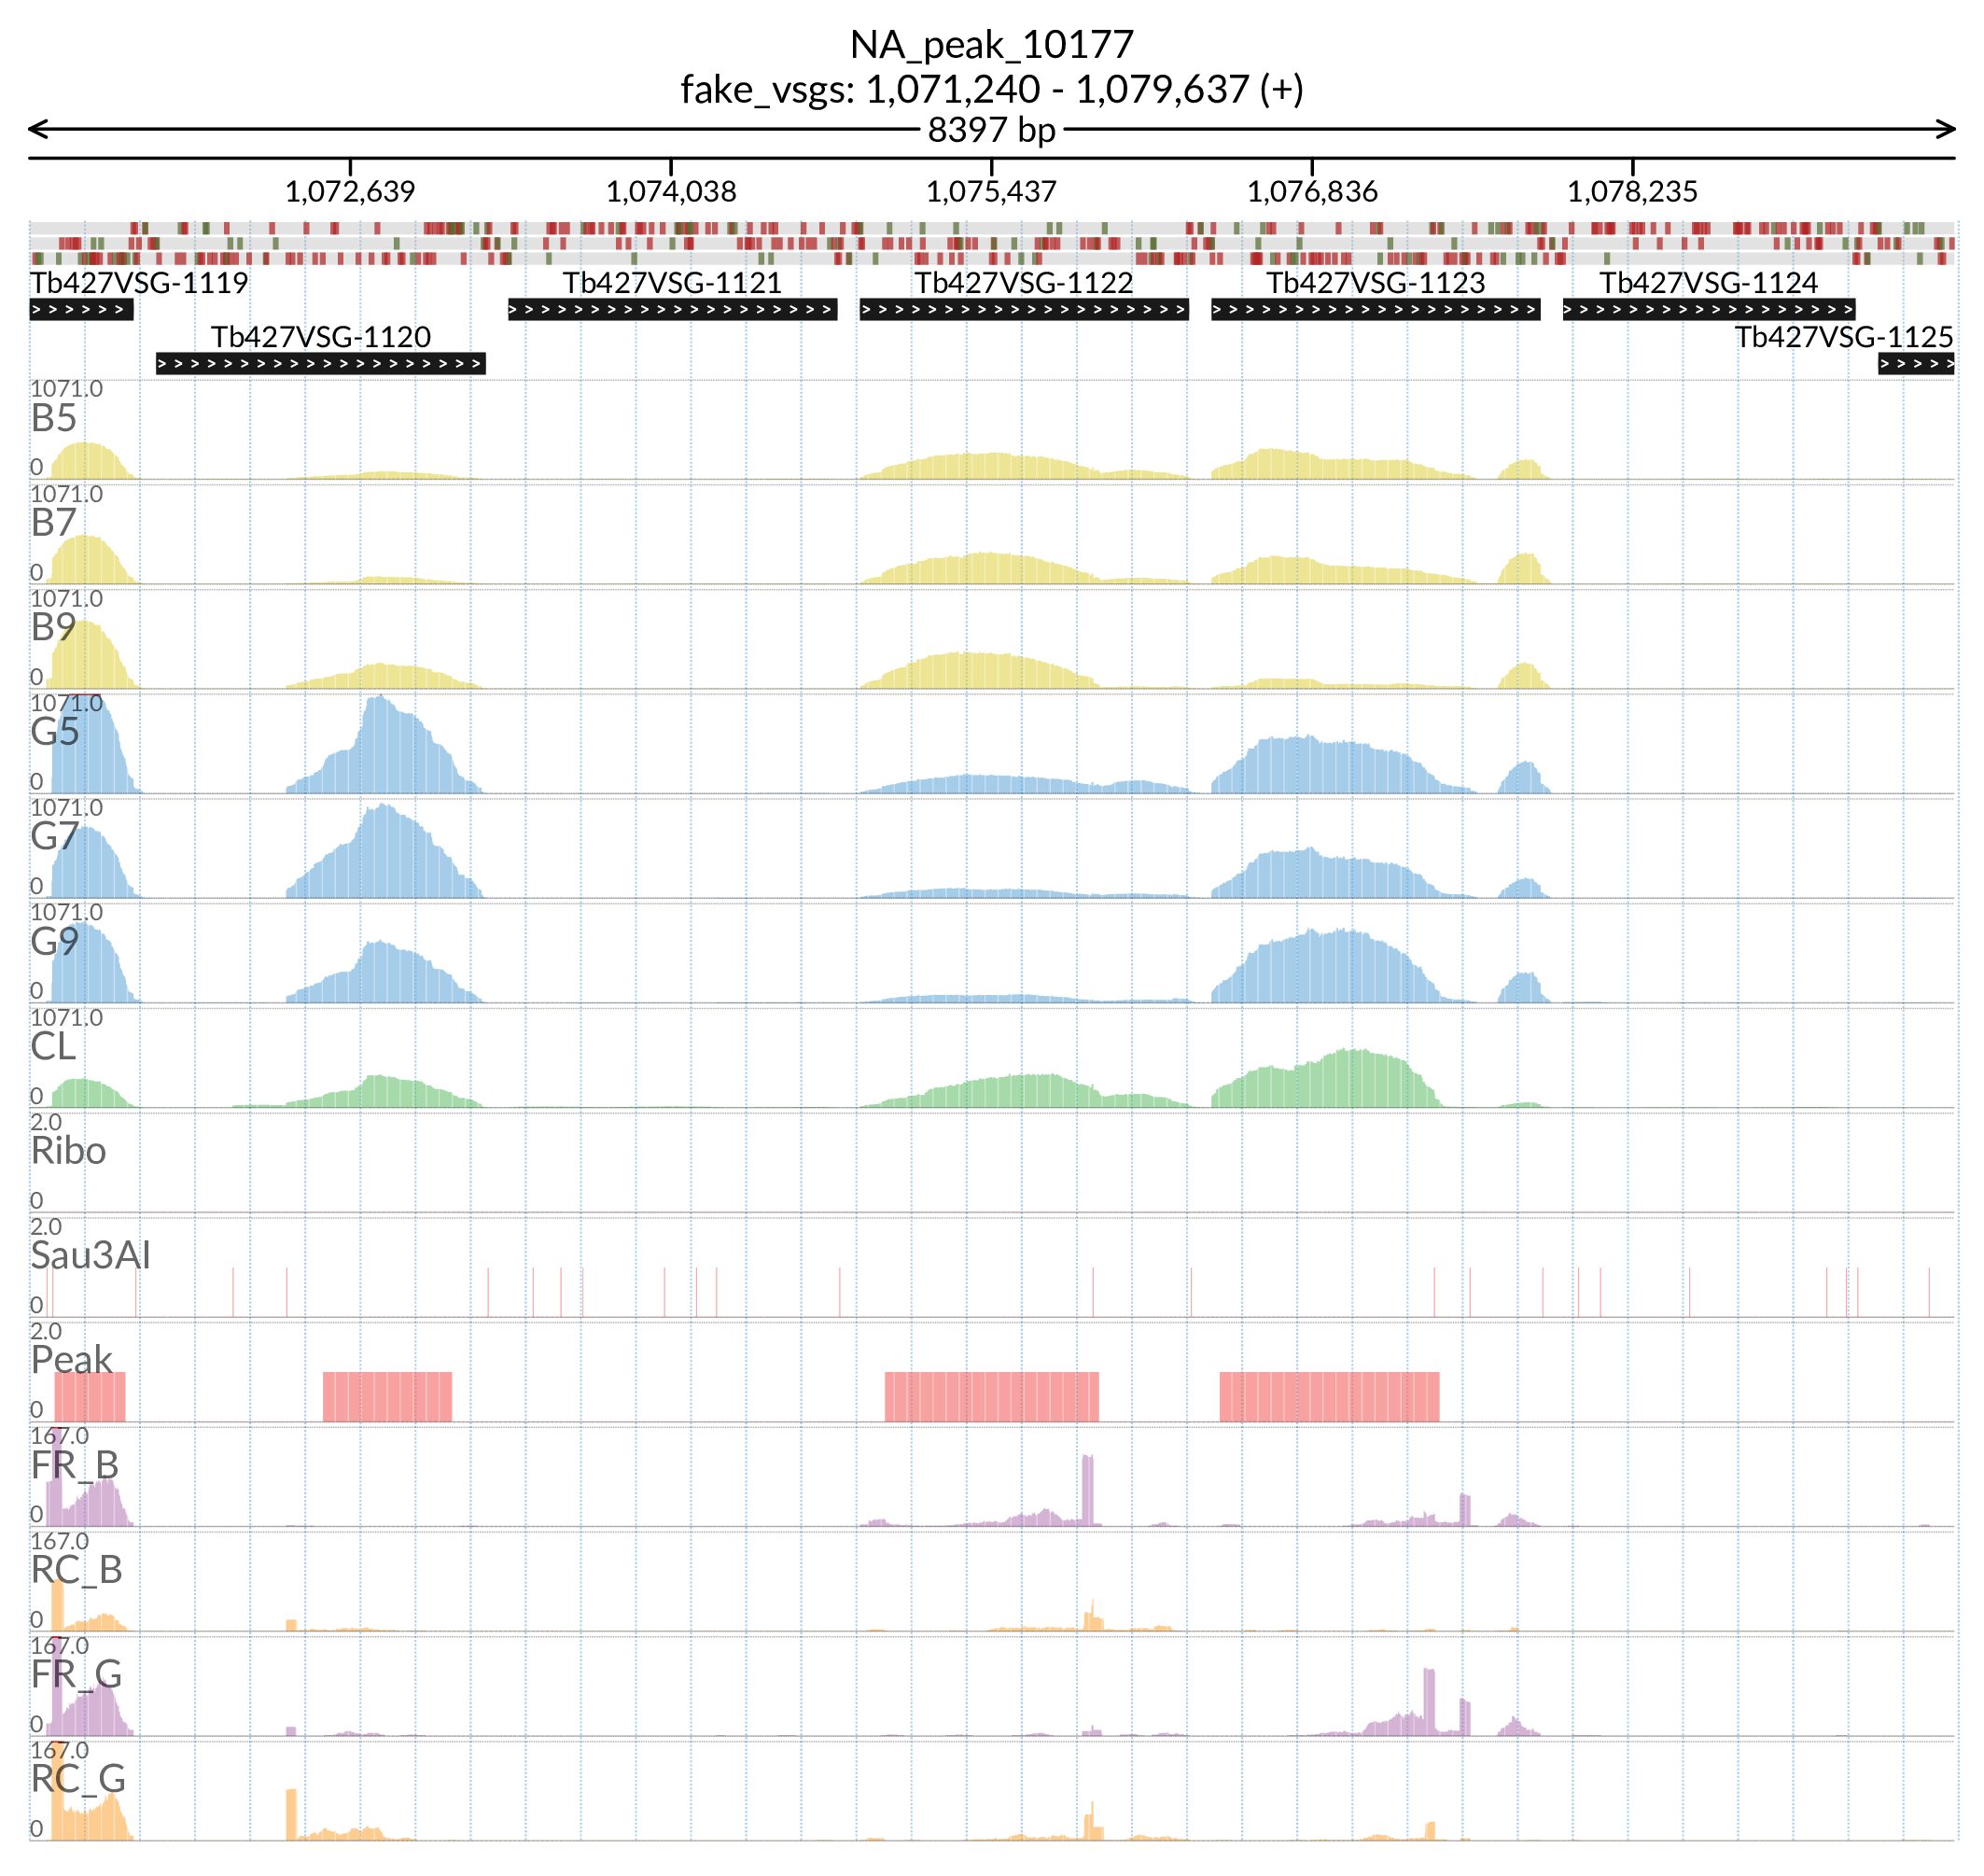 NA_peak_10177
fake_vsgs: 1,071,240 - 1,079,637 (+)
8397 bp
1,072,639 1,074,038 1,075,437 1,076,836 1,078,235
Tb427VSG-1119 Tb427VSG-1121 Tb427VSG-1122 Tb427VSG-1123 Tb427VSG-1124
Tb427VSG-1120 Tb427VSG-1125
1071.0
B5
0
1071.0
B7
0
1071.0
B9
0
1071.0
G5
0
1071.0
G7
0
1071.0
G9
0
1071.0
CL
0
2.0
Ribo
0
2.0
Sau3AI
0
2.0
Peak
0
167.0
FR_B
0
167.0
RC_B
0
167.0
FR_G
0
167.0
RC_G
0